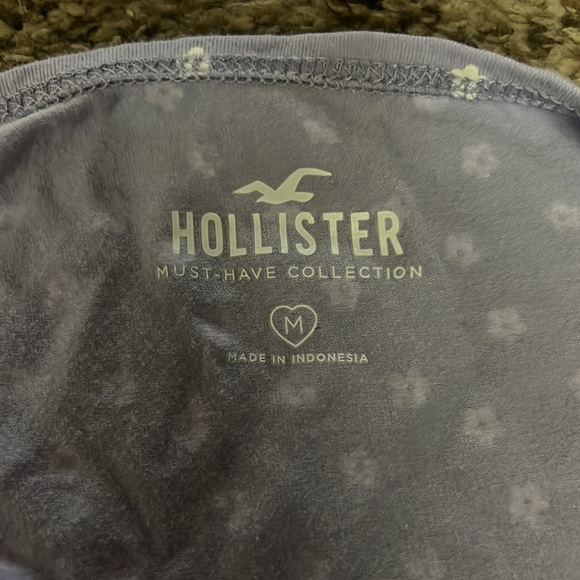 HOLLISTER
MUST-HAVE COLLECTION
M
MADE IN INDONESIA